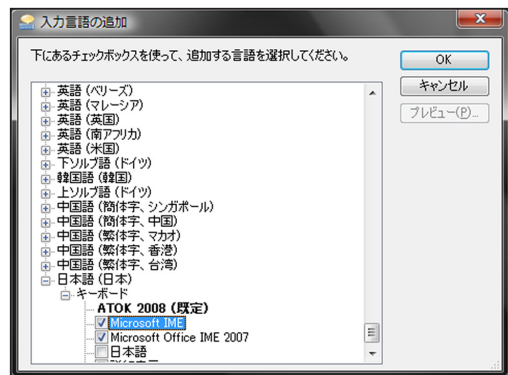 入力言語の追加
下にあるチェックボックスを使って、追加する言語を選択してください。
OK
キャンセル
プレビュー(P)...
英語 (ベリーズ)
英語 (マレーシア)
英語 (英国)
英語 (南アフリカ)
英語 (米国)
下ソルブ語 (ドイツ)
韓国語 (韓国)
上ソルブ語 (ドイツ)
中国語 (簡体字、シンガポール)
中国語 (簡体字、中国)
中国語 (繁体字、マカオ)
中国語 (繁体字、香港)
中国語 (繁体字、台湾)
日本語 (日本)
キーボード
ATOK 2008 (既定)
Microsoft IME
Microsoft Office IME 2007
日本語